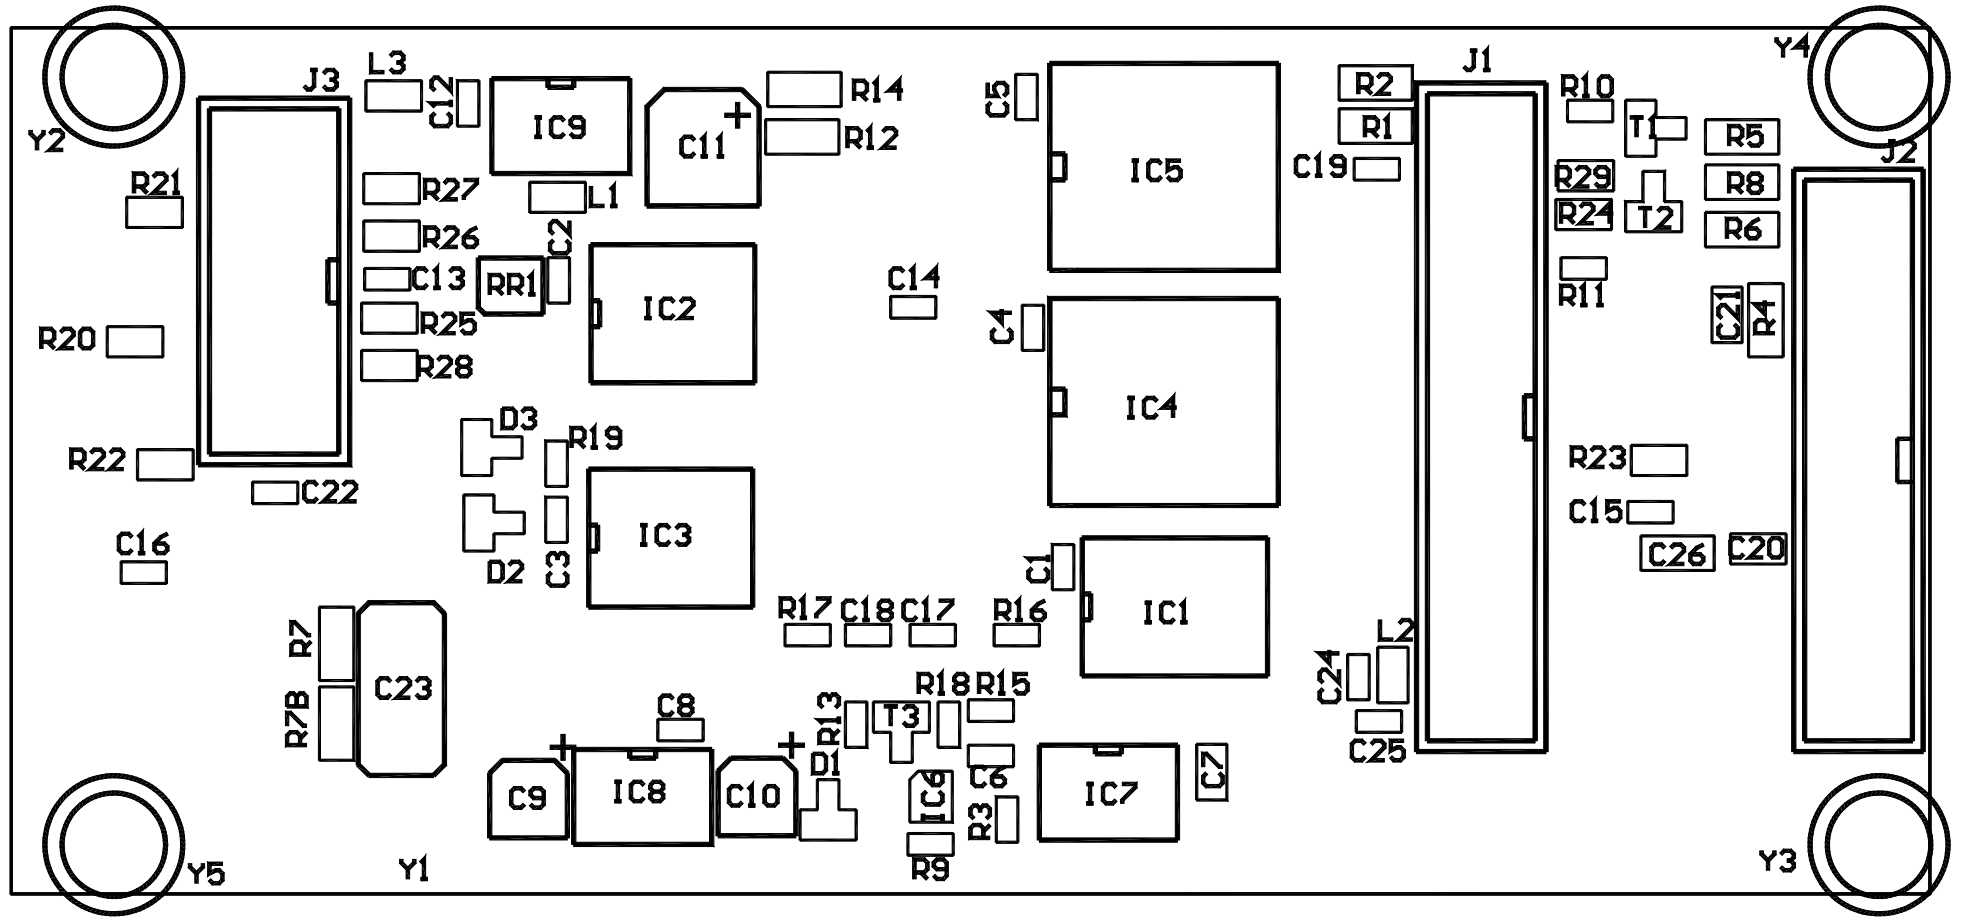 Y4
J1
L3
J3
R2
C12
R10
R14
C5
IC9
R1
T1
Y2
R12
R5
C11
J2
IC5
C19
R21
R27
L1
R29
R8
R24
T2
R26
C2
R6
C13
C14
RR1
R11
IC2
R25
C4
C21
R4
R20
R28
IC4
D3
R19
R22
R23
C22
C15
IC3
C16
C26
C20
D2
C3
C1
R17
C18
C17
R16
IC1
R7
L2
C23
C24
R18
R15
R7B
C8
R13
T3
+
+
+
C25
D1
C6
C7
C9
IC8
C10
IC6
IC7
R3
Y5
Y1
R9
Y3